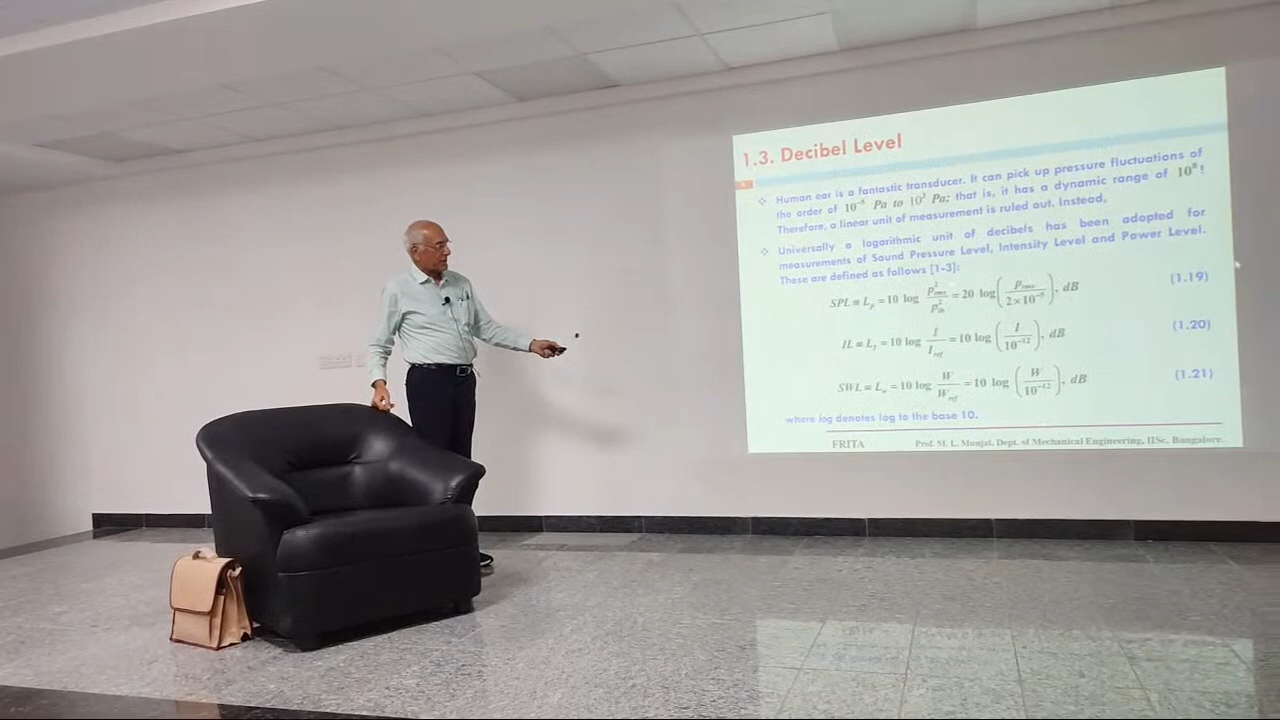 1.3. Decibel Level
Human ear is a fantastic transducer. It can pick up pressure fluctuations of
the order of 10⁻⁵ Pa to 10³ Pa; that is, it has a dynamic range of 10⁸!
Therefore, a linear unit of measurement is ruled out. Instead,
Universally a logarithmic unit of decibels has been adopted for
measurements of Sound Pressure Level, Intensity Level and Power Level.
These are defined as follows [1-3]:
SPL ≡ Lₚ = 10 log p²rms / p²th = 20 log (prms / 2×10⁻⁵), dB (1.19)
IL ≡ L_I = 10 log I / Iref = 10 log (I / 10⁻¹²), dB (1.20)
SWL ≡ Lw = 10 log W / Wref = 10 log (W / 10⁻¹²), dB (1.21)
where log denotes log to the base 10.
FRITA Prof. M. L. Munjal, Dept. of Mechanical Engineering, IISc, Bangalore.